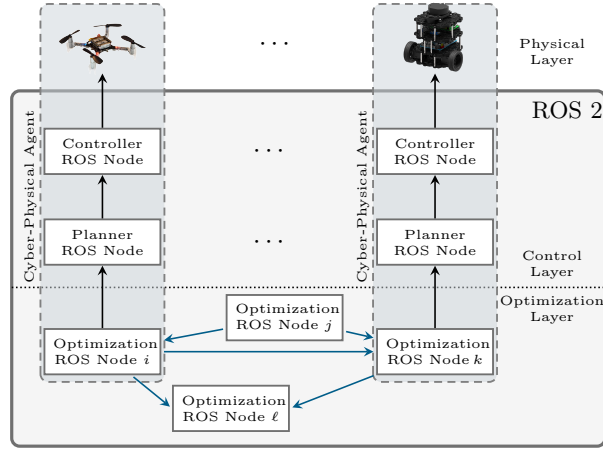 . . .
Physical
Layer
ROS 2
Cyber-Physical Agent
Controller
ROS Node
. . .
Cyber-Physical Agent
Controller
ROS Node
Planner
ROS Node
. . .
Planner
ROS Node
Control
Layer
Optimization
Layer
Optimization
ROS Node j
Optimization
ROS Node i
Optimization
ROS Node k
Optimization
ROS Node ℓ